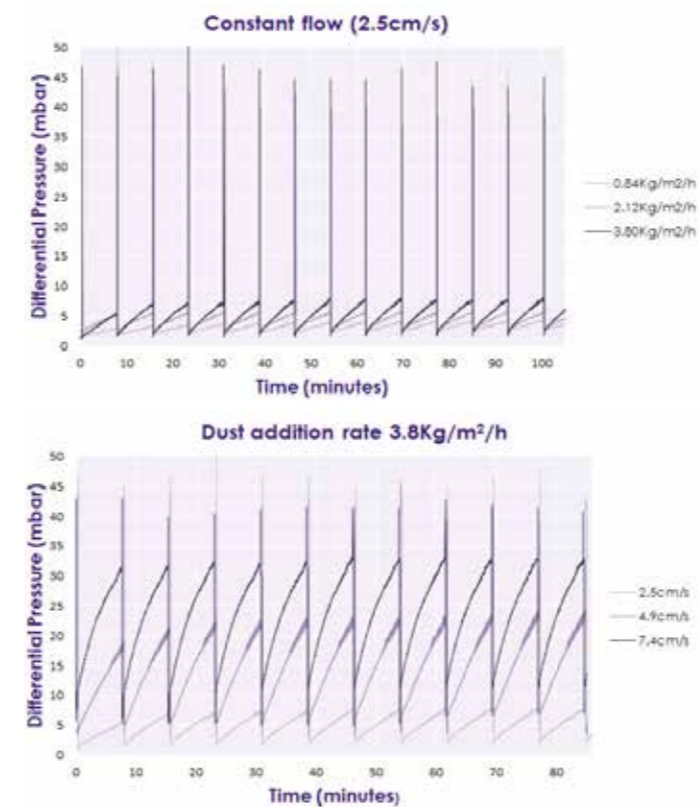 Constant flow (2.5cm/s)
50
45
40
35
30
25
20
15
10
5
0
Differential Pressure (mbar)
0 10 20 30 40 50 60 70 80 90 100
Time (minutes)
0.84Kg/m2/h
2.12Kg/m2/h
3.80Kg/m2/h
Dust addition rate 3.8Kg/m²/h
50
45
40
35
30
25
20
15
10
5
0
Differential Pressure (mbar)
0 10 20 30 40 50 60 70 80
Time (minutes)
2.5cm/s
4.9cm/s
7.4cm/s